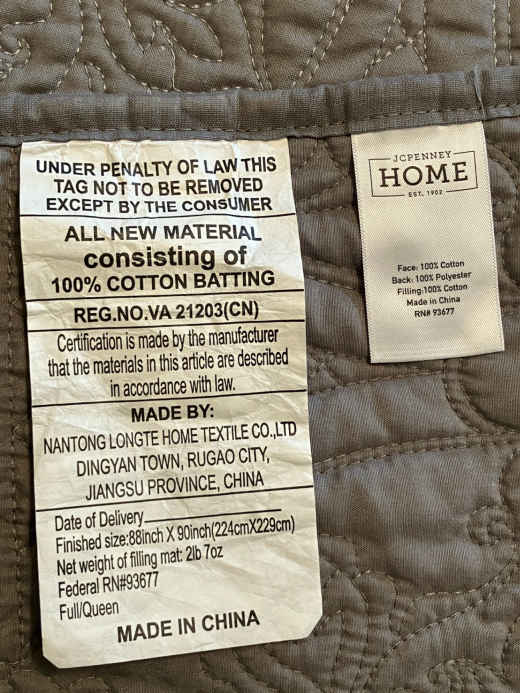 UNDER PENALTY OF LAW THIS
TAG NOT TO BE REMOVED
EXCEPT BY THE CONSUMER
ALL NEW MATERIAL
consisting of
100% COTTON BATTING
REG.NO.VA 21203(CN)
Certification is made by the manufacturer
that the materials in this article are described
in accordance with law.
MADE BY:
NANTONG LONGTE HOME TEXTILE CO.,LTD
DINGYAN TOWN, RUGAO CITY,
JIANGSU PROVINCE, CHINA
Date of Delivery
Finished size:88inch X 90inch(224cmX229cm)
Net weight of filling mat: 2lb 7oz
Federal RN#93677
Full/Queen
MADE IN CHINA
JCPENNEY
HOME
EST. 1902
Face: 100% Cotton
Back: 100% Polyester
Filling:100% Cotton
Made in China
RN# 93677